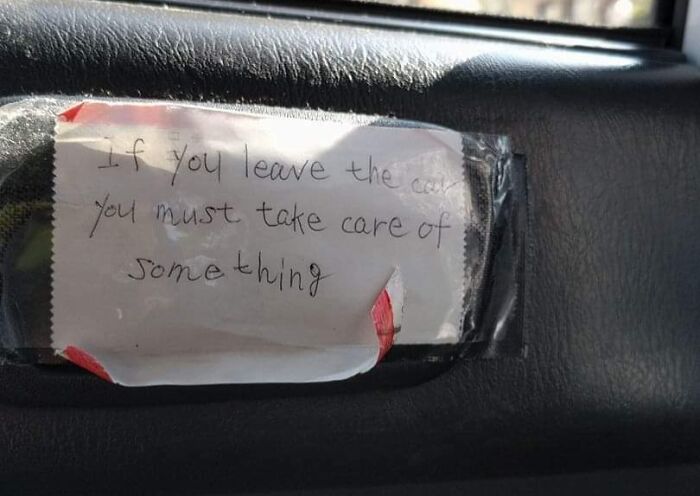 If you leave the car
you must take care of
something